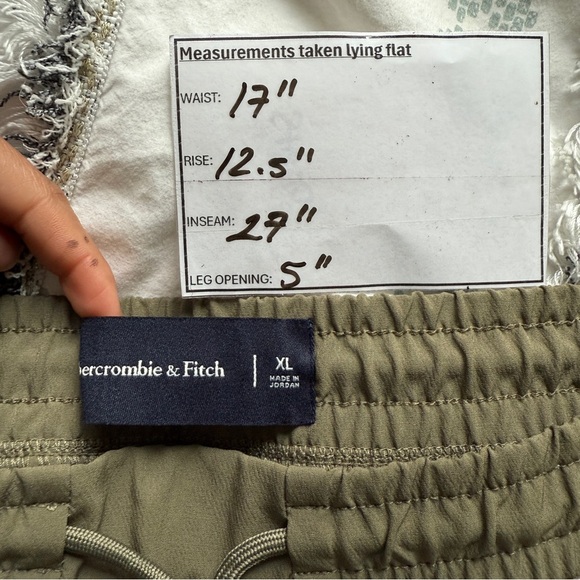 Measurements taken lying flat
WAIST: 17"
RISE: 12.5"
INSEAM: 27"
LEG OPENING: 5"
bercrombie & Fitch | XL
MADE IN
JORDAN